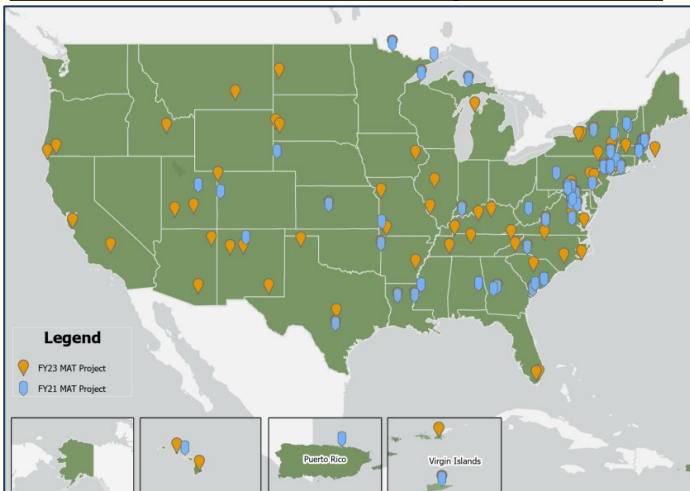 Legend
FY23 MAT Project
FY21 MAT Project
Puerto Rico
Virgin Islands